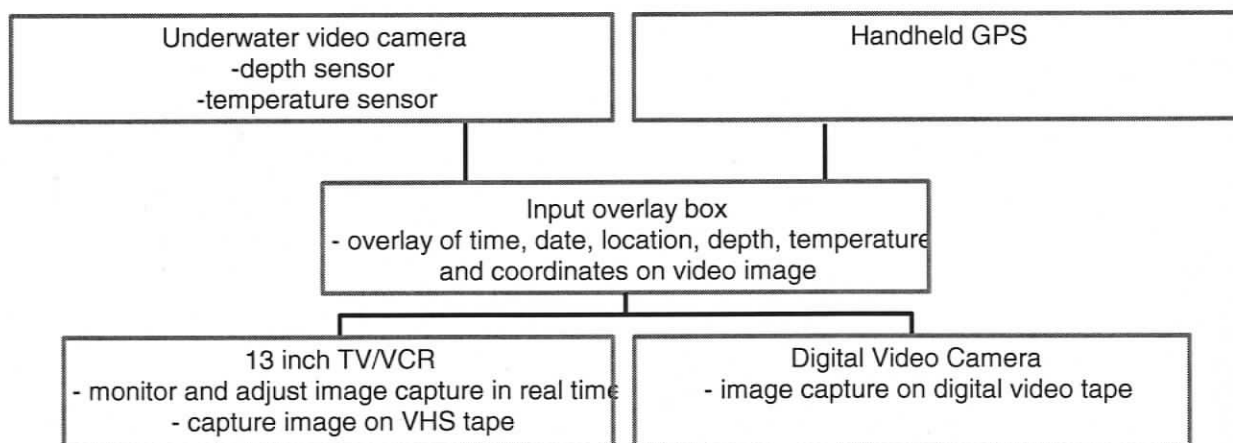 Underwater video camera
-depth sensor
-temperature sensor
Handheld GPS
Input overlay box
- overlay of time, date, location, depth, temperature
and coordinates on video image
13 inch TV/VCR
- monitor and adjust image capture in real time
- capture image on VHS tape
Digital Video Camera
- image capture on digital video tape